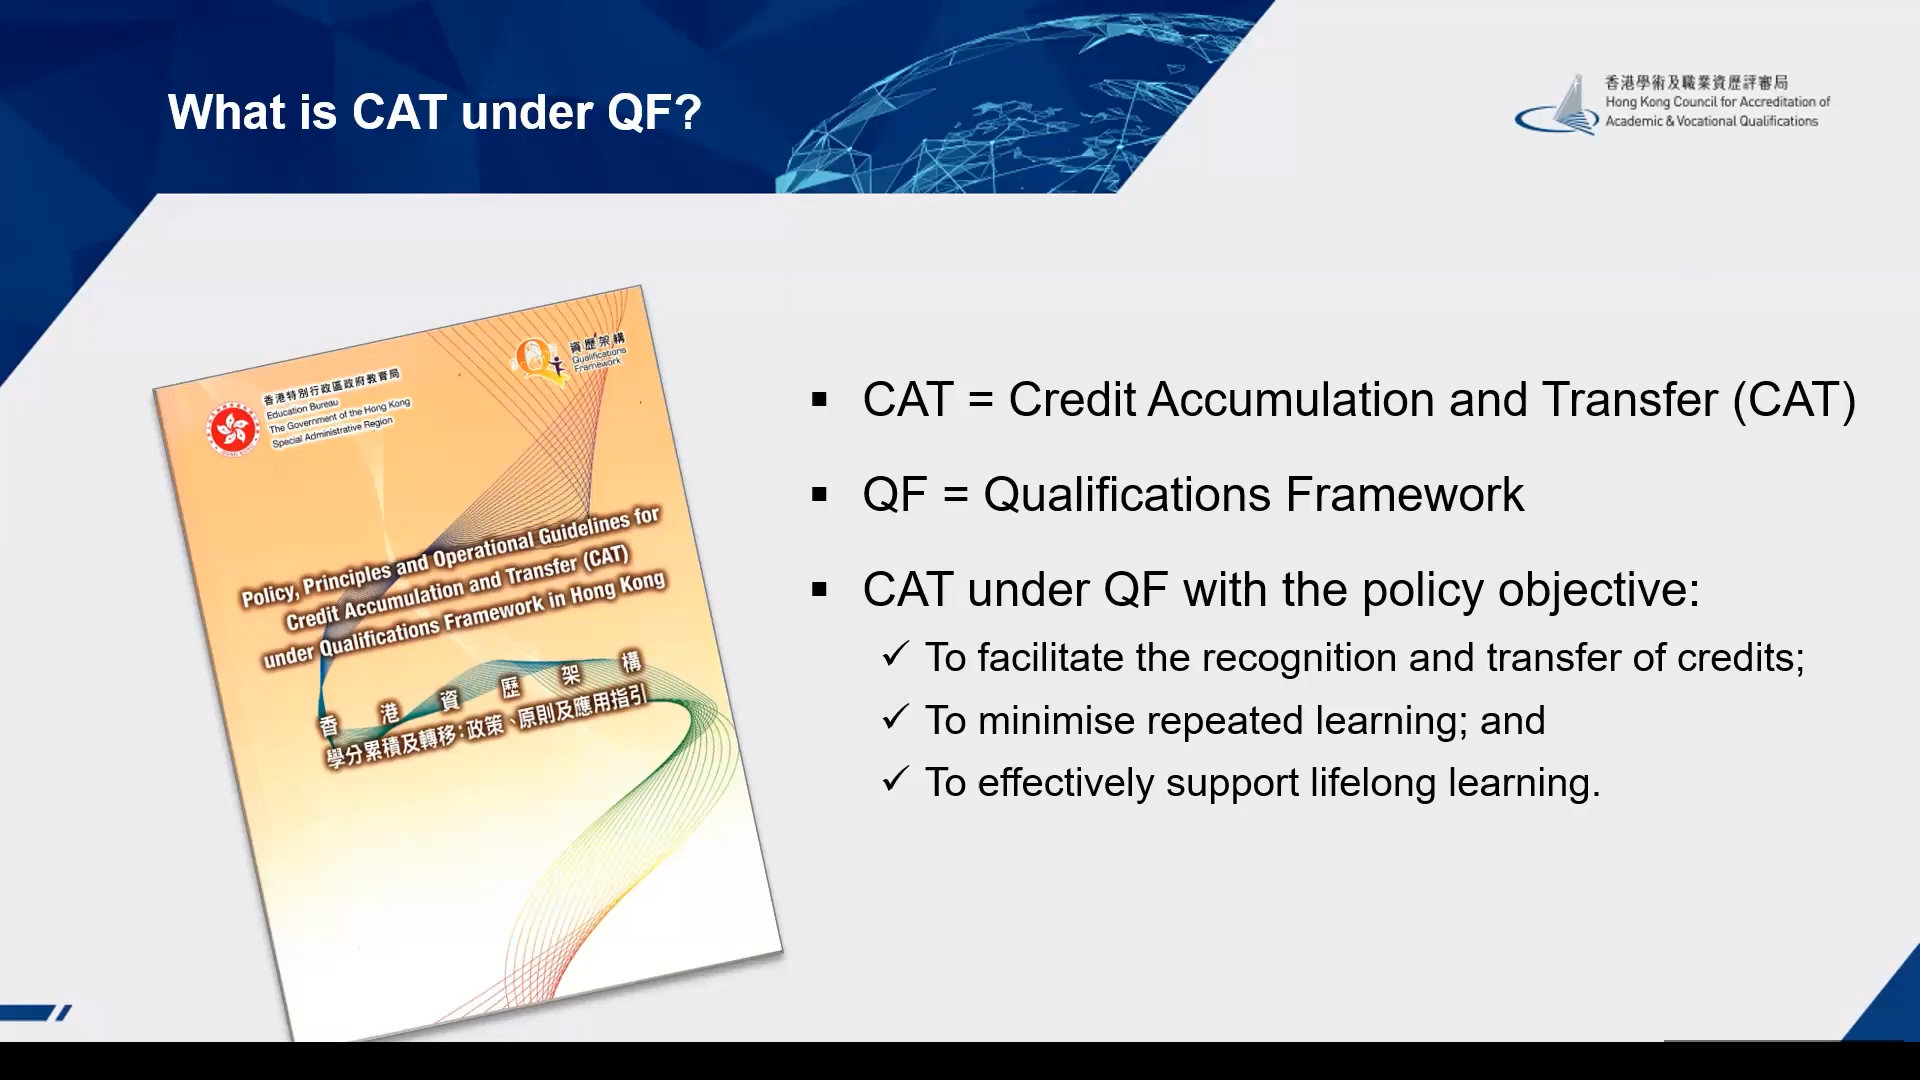 What is CAT under QF?
香港學術及職業資歷評審局
Hong Kong Council for Accreditation of
Academic & Vocational Qualifications
香港特別行政區政府教育局
Education Bureau
The Government of the Hong Kong
Special Administrative Region
資歷架構
Qualifications
Framework
Policy, Principles and Operational Guidelines for
Credit Accumulation and Transfer (CAT)
under Qualifications Framework in Hong Kong
香港資歷架構
學分累積及轉移：政策、原則及應用指引
▪ CAT = Credit Accumulation and Transfer (CAT)
▪ QF = Qualifications Framework
▪ CAT under QF with the policy objective:
✓ To facilitate the recognition and transfer of credits;
✓ To minimise repeated learning; and
✓ To effectively support lifelong learning.